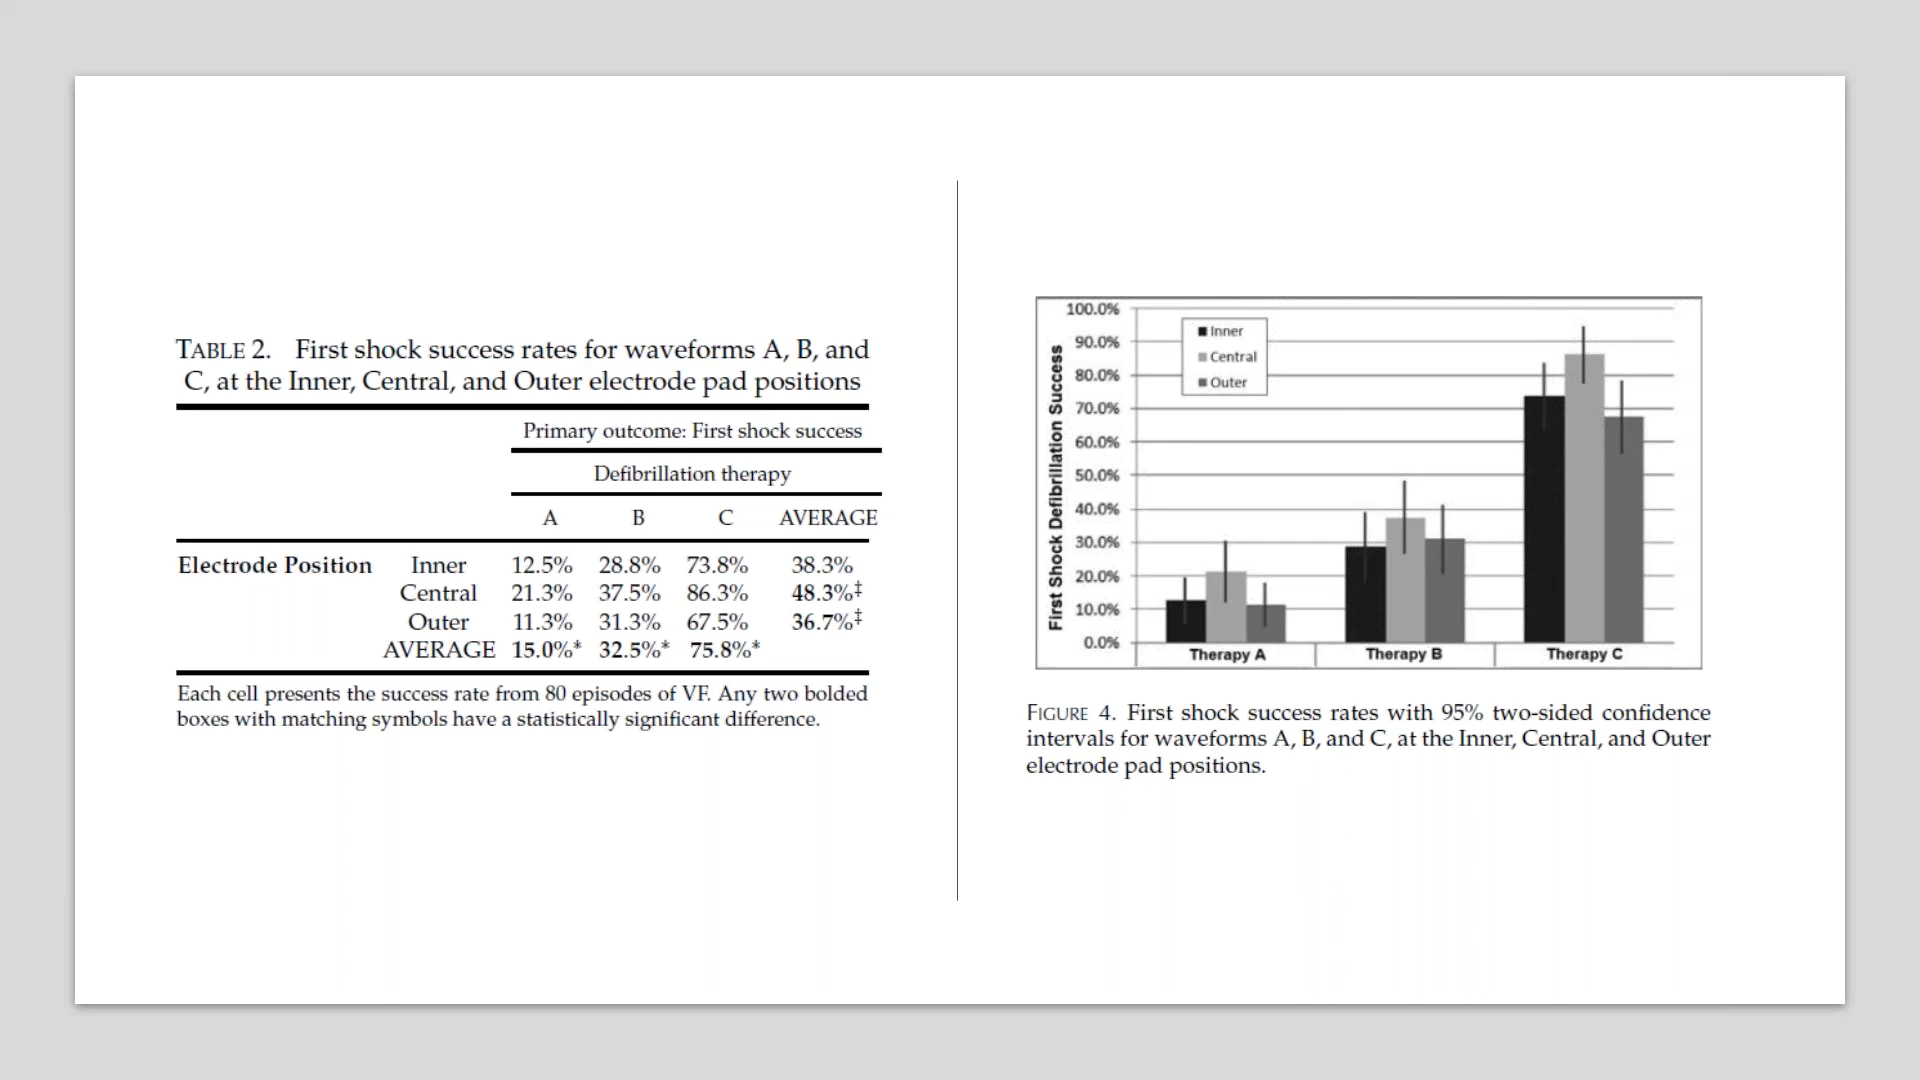 TABLE 2. First shock success rates for waveforms A, B, and
C, at the Inner, Central, and Outer electrode pad positions
Primary outcome: First shock success
Defibrillation therapy
A B C AVERAGE
Electrode Position Inner 12.5% 28.8% 73.8% 38.3%
Central 21.3% 37.5% 86.3% 48.3%‡
Outer 11.3% 31.3% 67.5% 36.7%‡
AVERAGE 15.0%* 32.5%* 75.8%*
Each cell presents the success rate from 80 episodes of VF. Any two bolded
boxes with matching symbols have a statistically significant difference.
First Shock Defibrillation Success
100.0%
90.0%
80.0%
70.0%
60.0%
50.0%
40.0%
30.0%
20.0%
10.0%
0.0%
Inner
Central
Outer
Therapy A Therapy B Therapy C
FIGURE 4. First shock success rates with 95% two-sided confidence
intervals for waveforms A, B, and C, at the Inner, Central, and Outer
electrode pad positions.